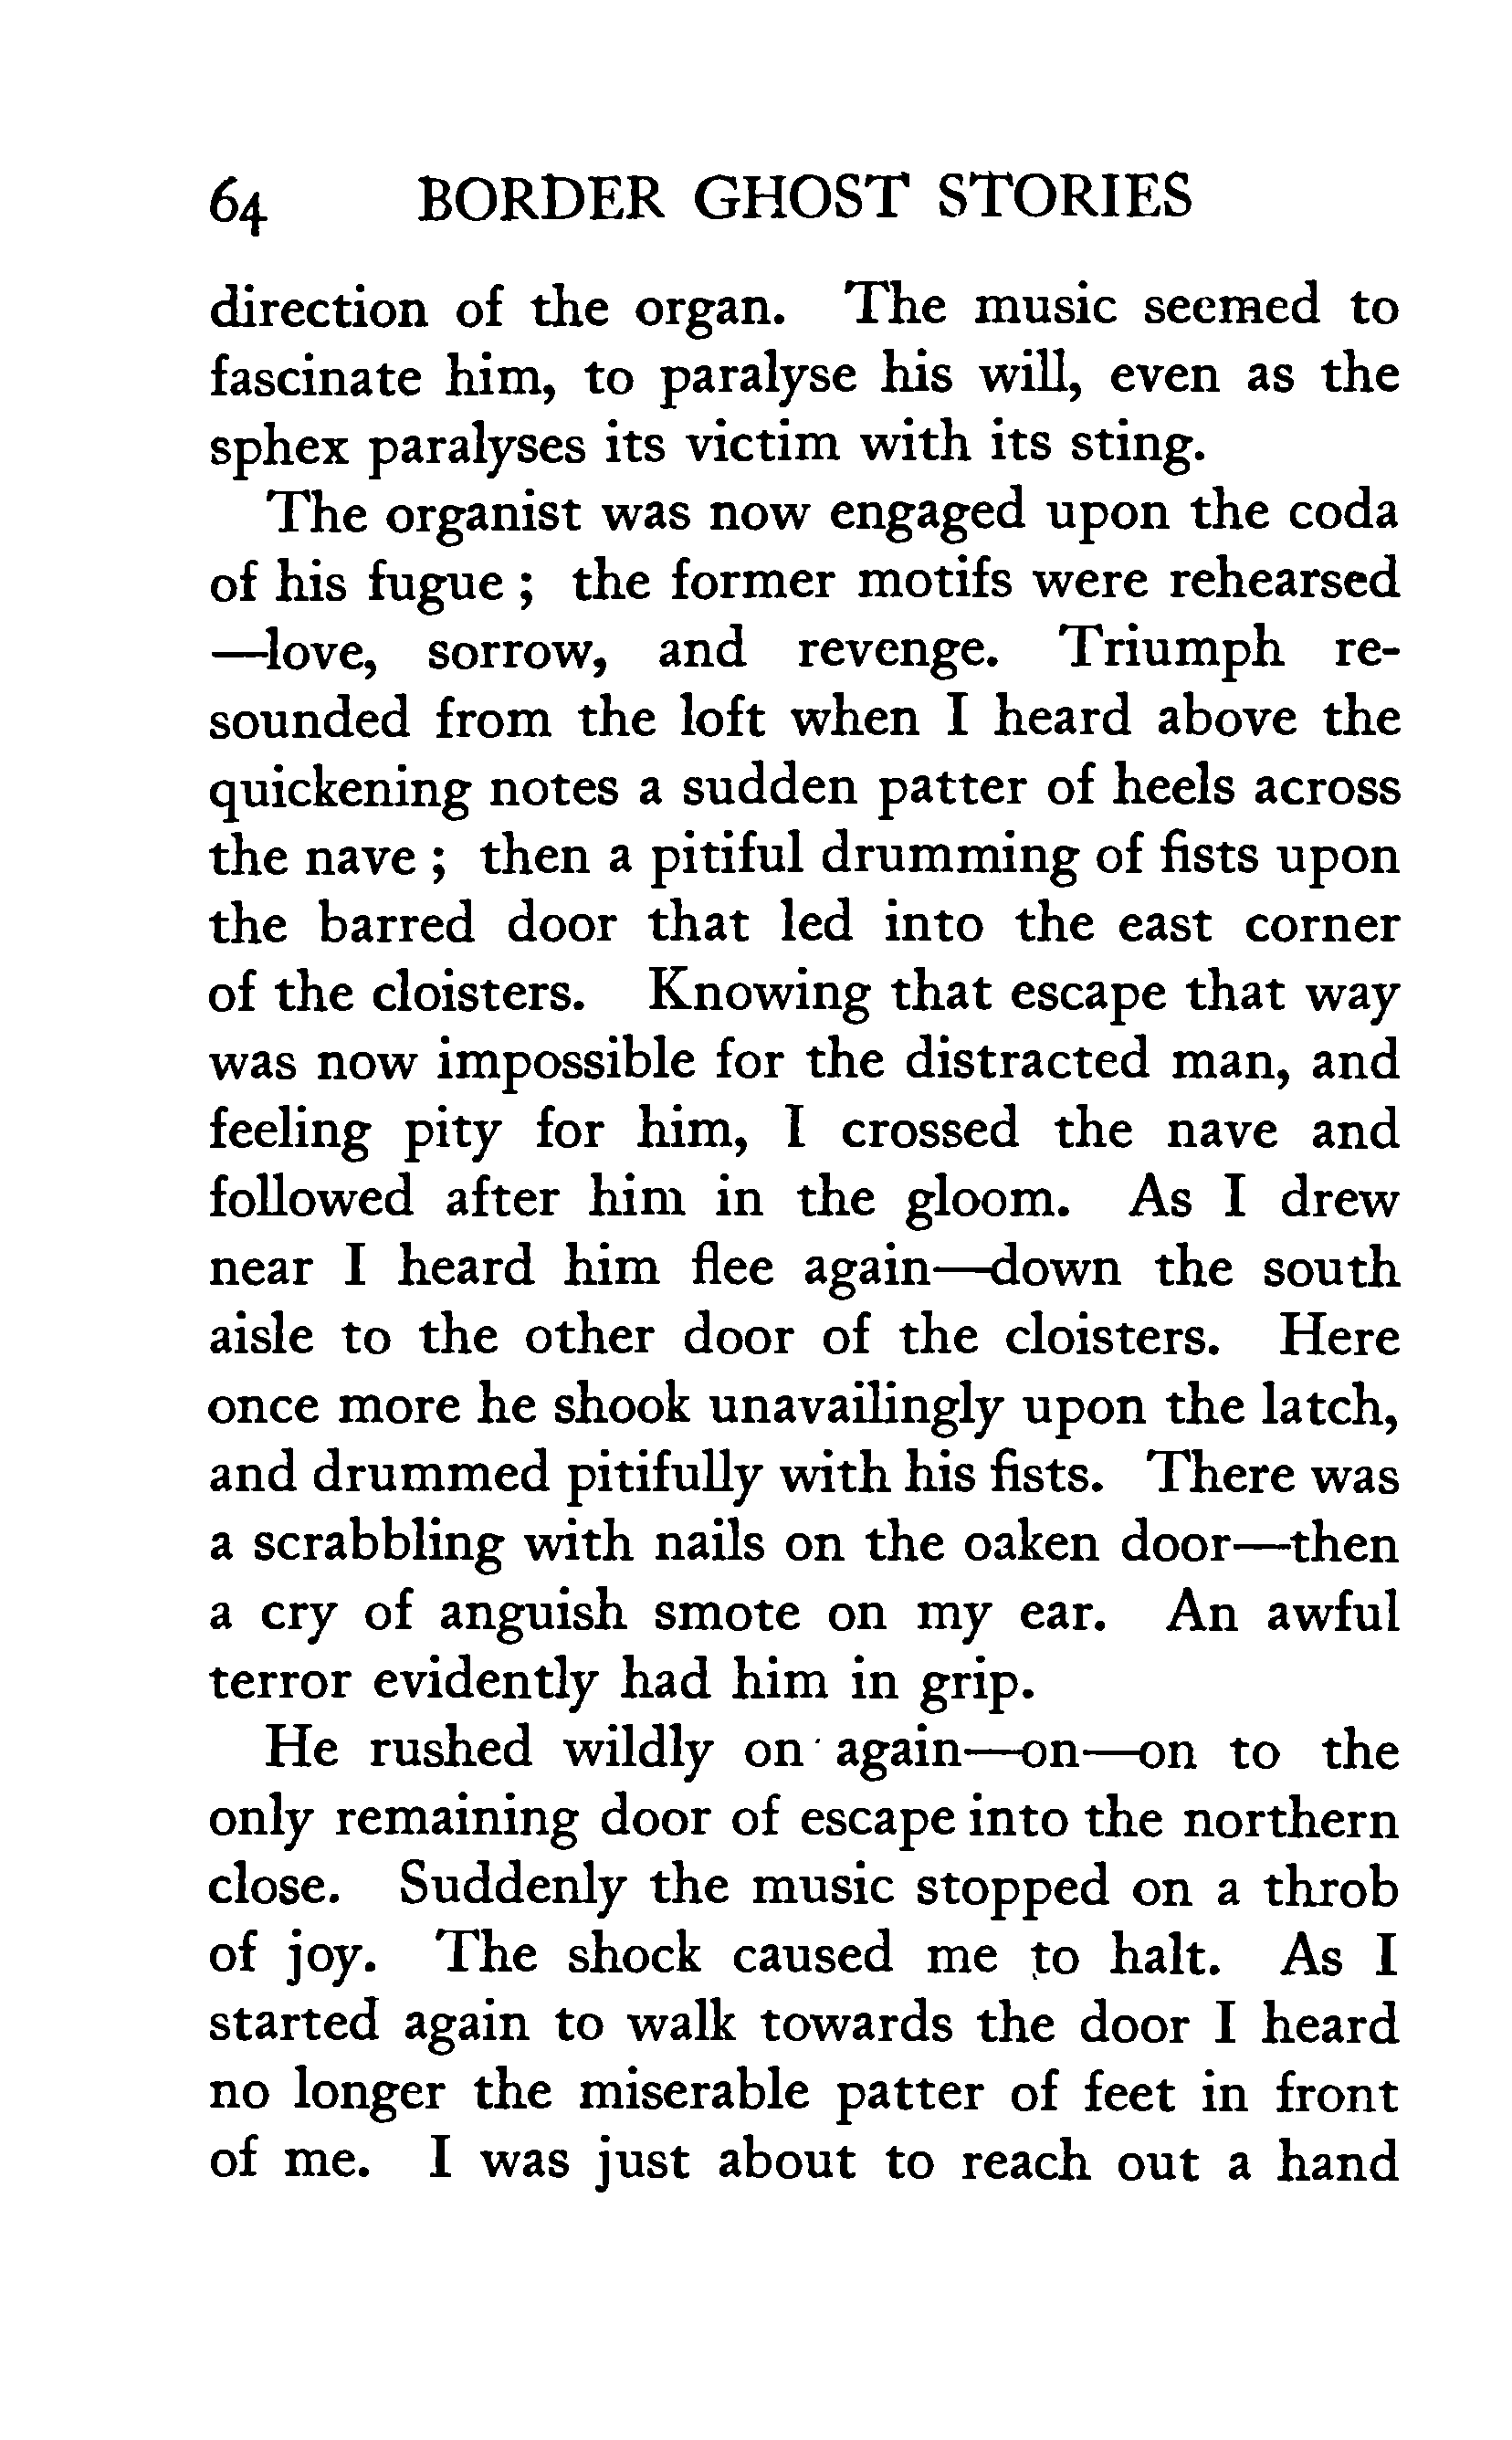 64 BORDER GHOST STORIES
direction of the organ. The music seemed to
fascinate him, to paralyse his will, even as the
sphex paralyses its victim with its sting.
The organist was now engaged upon the coda
of his fugue ; the former motifs were rehearsed
—love, sorrow, and revenge. Triumph re-
sounded from the loft when I heard above the
quickening notes a sudden patter of heels across
the nave ; then a pitiful drumming of fists upon
the barred door that led into the east corner
of the cloisters. Knowing that escape that way
was now impossible for the distracted man, and
feeling pity for him, I crossed the nave and
followed after him in the gloom. As I drew
near I heard him flee again—down the south
aisle to the other door of the cloisters. Here
once more he shook unavailingly upon the latch,
and drummed pitifully with his fists. There was
a scrabbling with nails on the oaken door—then
a cry of anguish smote on my ear. An awful
terror evidently had him in grip.
He rushed wildly on again—on—on to the
only remaining door of escape into the northern
close. Suddenly the music stopped on a throb
of joy. The shock caused me to halt. As I
started again to walk towards the door I heard
no longer the miserable patter of feet in front
of me. I was just about to reach out a hand